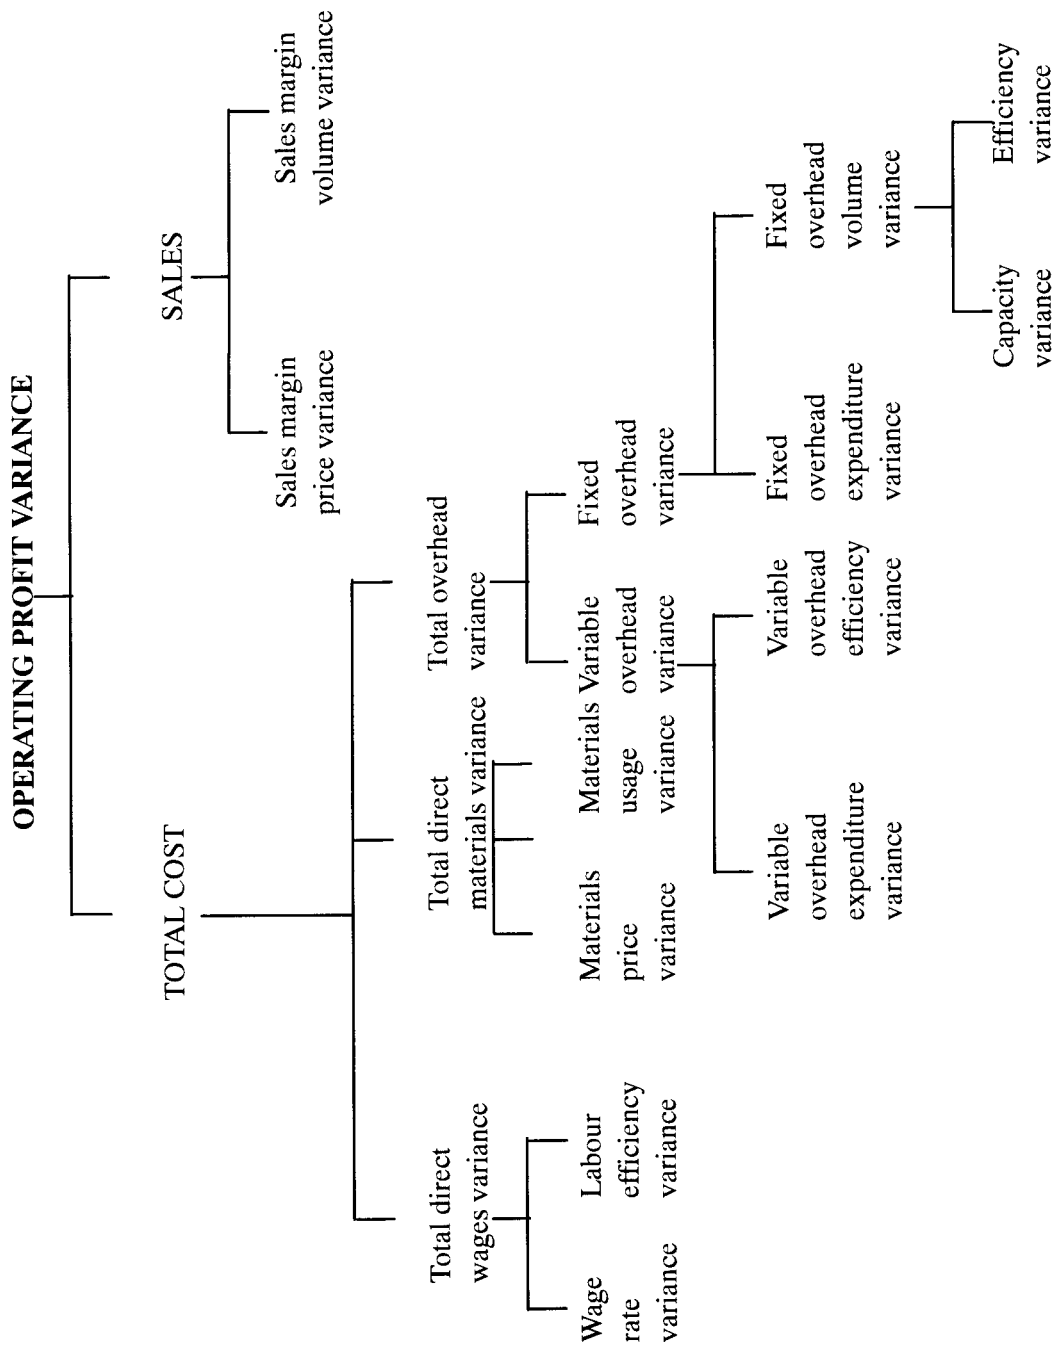 OPERATING PROFIT VARIANCE
TOTAL COST
SALES
Sales margin
price variance
Sales margin
volume variance
Total direct
wages variance
Total direct
materials variance
Total overhead
variance
Wage
rate
variance
Labour
efficiency
variance
Materials
price
variance
Materials
usage
variance
Variable
overhead
variance
Fixed
overhead
variance
Variable
overhead
expenditure
variance
Variable
overhead
efficiency
variance
Fixed
overhead
expenditure
variance
Fixed
overhead
volume
variance
Capacity
variance
Efficiency
variance